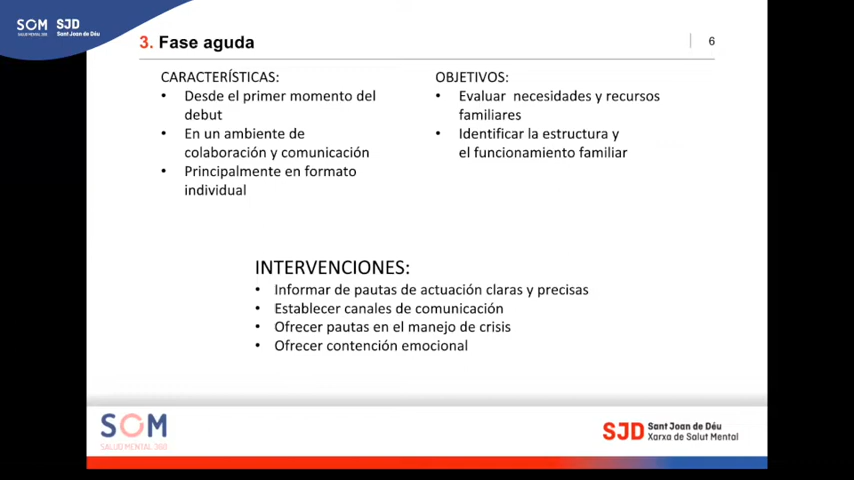 SOM
SALUD MENTAL 360
SJD
Sant Joan de Déu
3. Fase aguda
6
CARACTERÍSTICAS:
• Desde el primer momento del
debut
• En un ambiente de
colaboración y comunicación
• Principalmente en formato
individual
OBJETIVOS:
• Evaluar necesidades y recursos
familiares
• Identificar la estructura y
el funcionamiento familiar
INTERVENCIONES:
• Informar de pautas de actuación claras y precisas
• Establecer canales de comunicación
• Ofrecer pautas en el manejo de crisis
• Ofrecer contención emocional
SOM
SALUD MENTAL 360
SJD
Sant Joan de Déu
Xarxa de Salut Mental